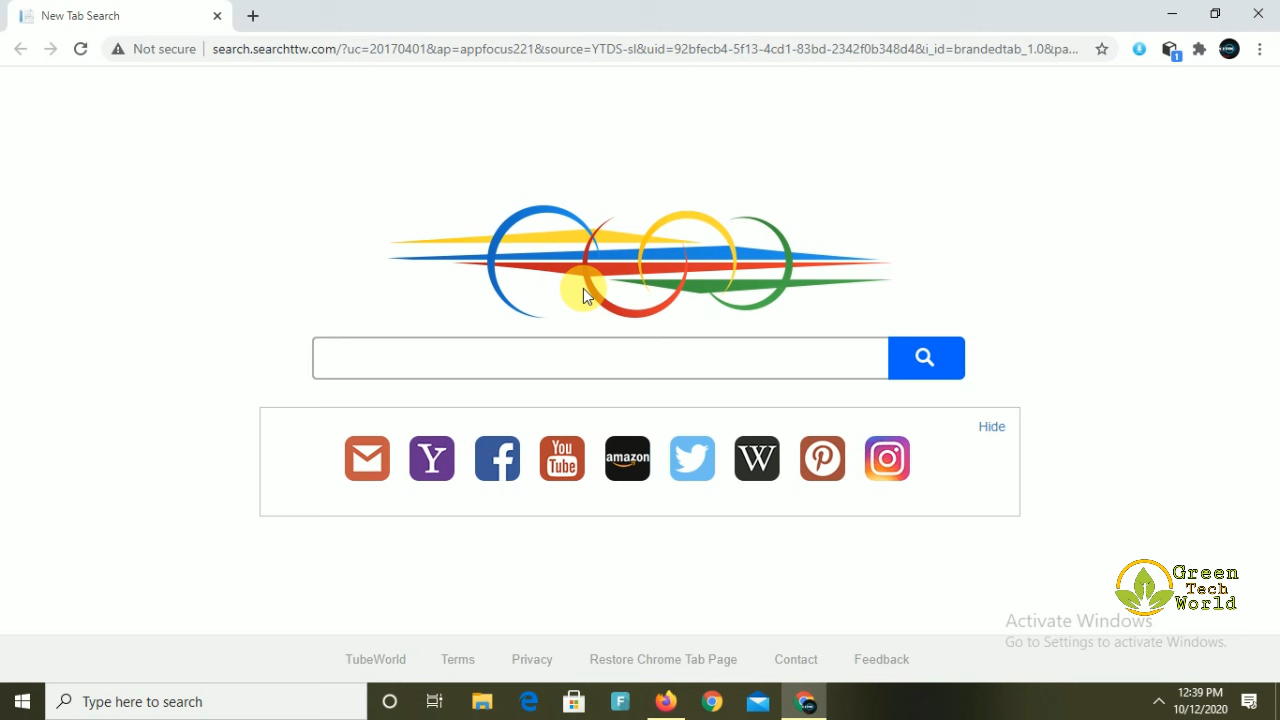 New Tab Search
Not secure
search.searchttw.com/?uc=20170401&ap=appfocus221&source=YTDS-sl&uid=92bfecb4-5f13-4cd1-83bd-2342f0b348d4&i_id=brandedtab_1.0&pa...
1
Hide
Y
f
You
Tube
amazon
W
Green
Tech
World
Activate Windows
Go to Settings to activate Windows.
TubeWorld Terms Privacy Restore Chrome Tab Page Contact Feedback
Type here to search
F
12:39 PM
10/12/2020